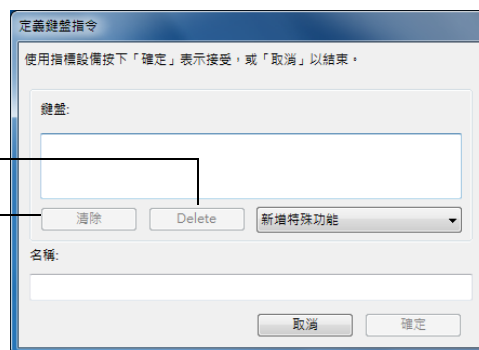 定義鍵盤指令
使用指標設備按下「確定」表示接受，或「取消」以結束。
鍵盤:
清除 Delete 新增特殊功能
名稱:
取消 確定